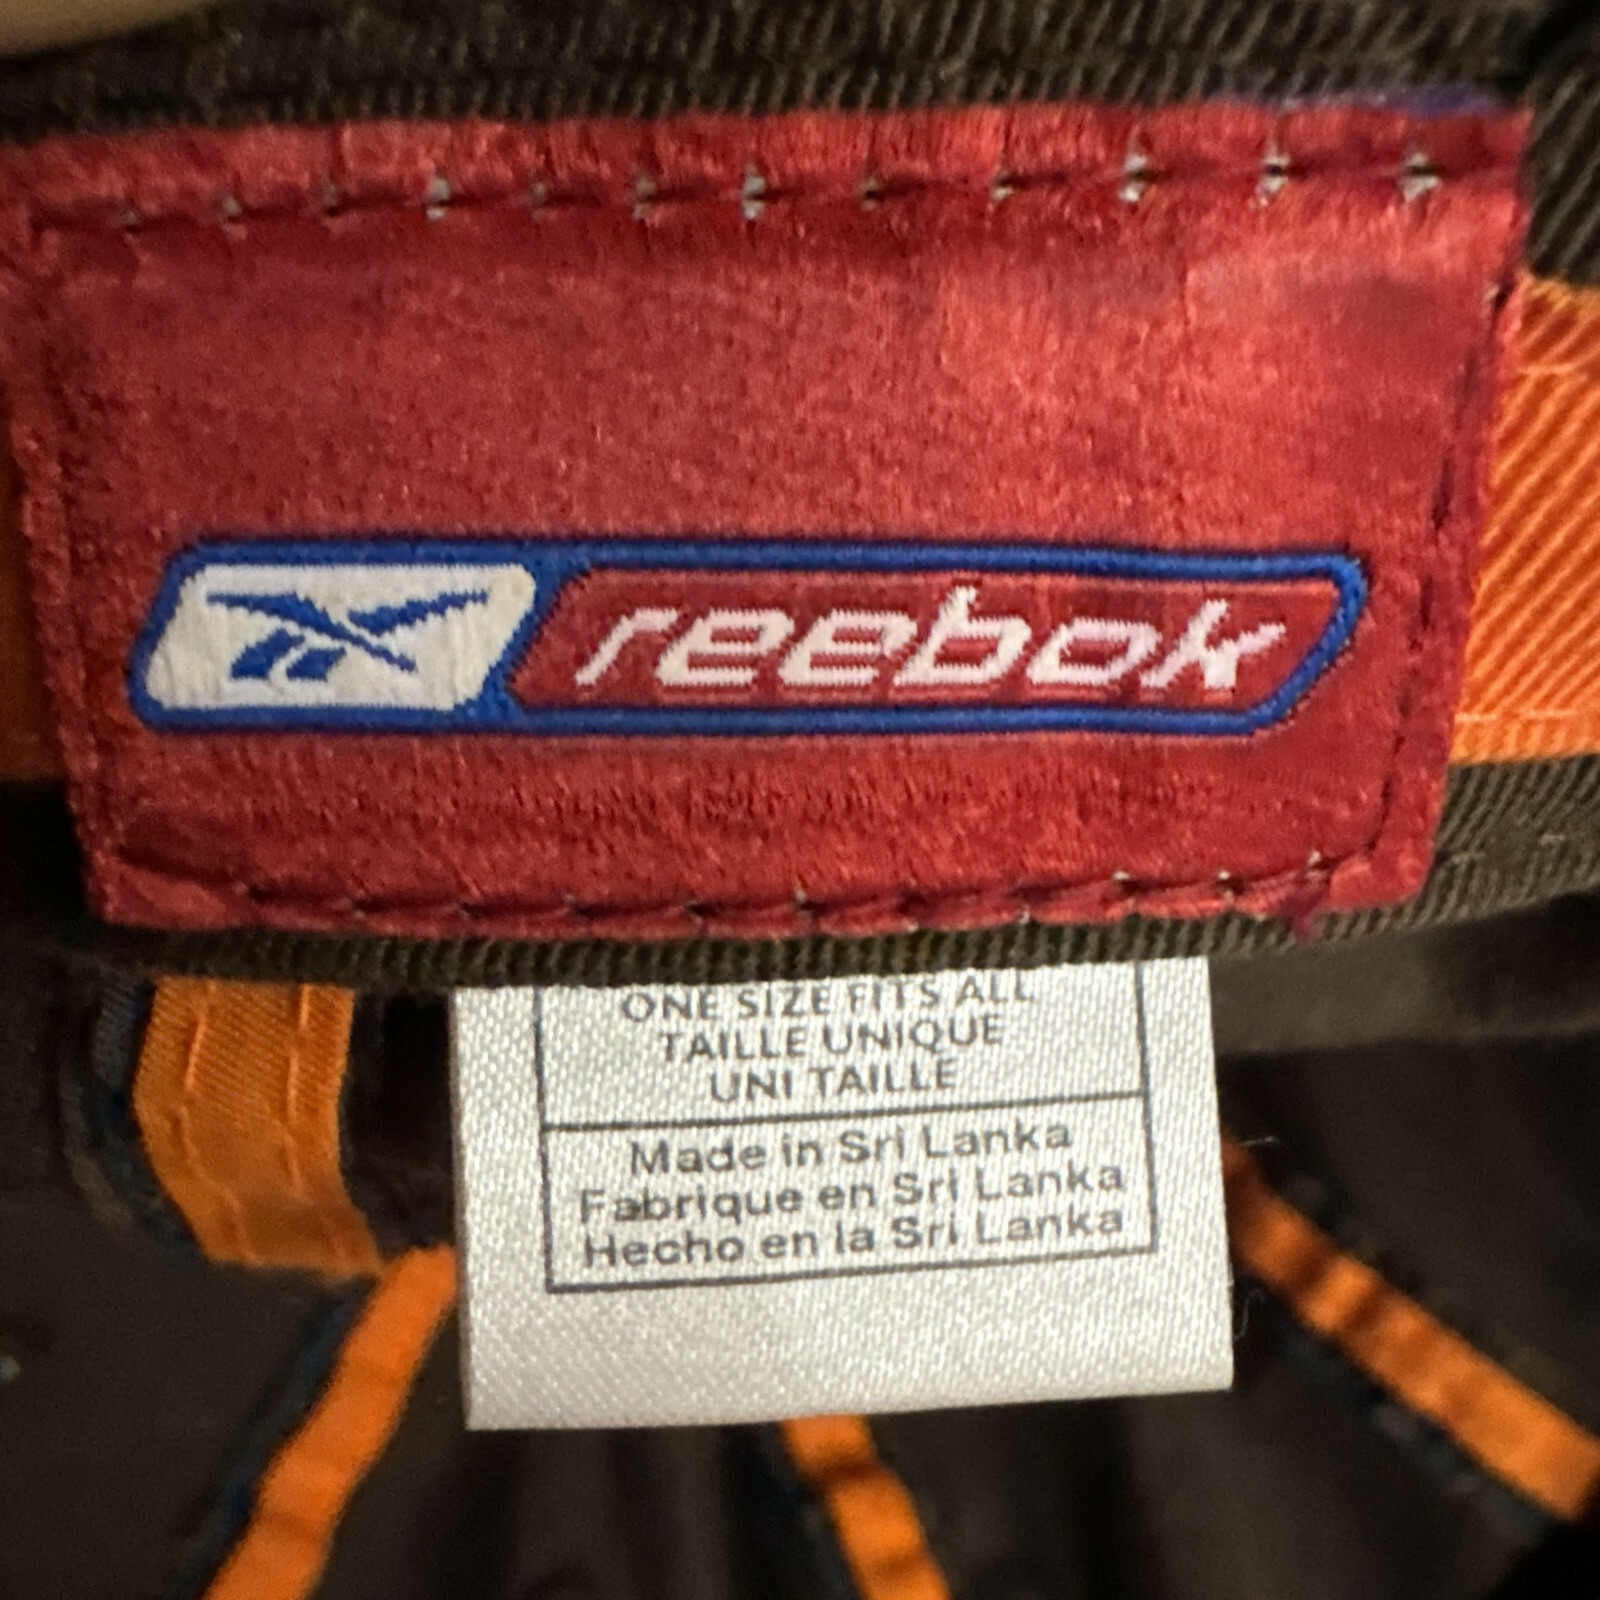 reebok
ONE SIZE FITS ALL
TAILLE UNIQUE
UNI TAILLE
Made in Sri Lanka
Fabrique en Sri Lanka
Hecho en la Sri Lanka